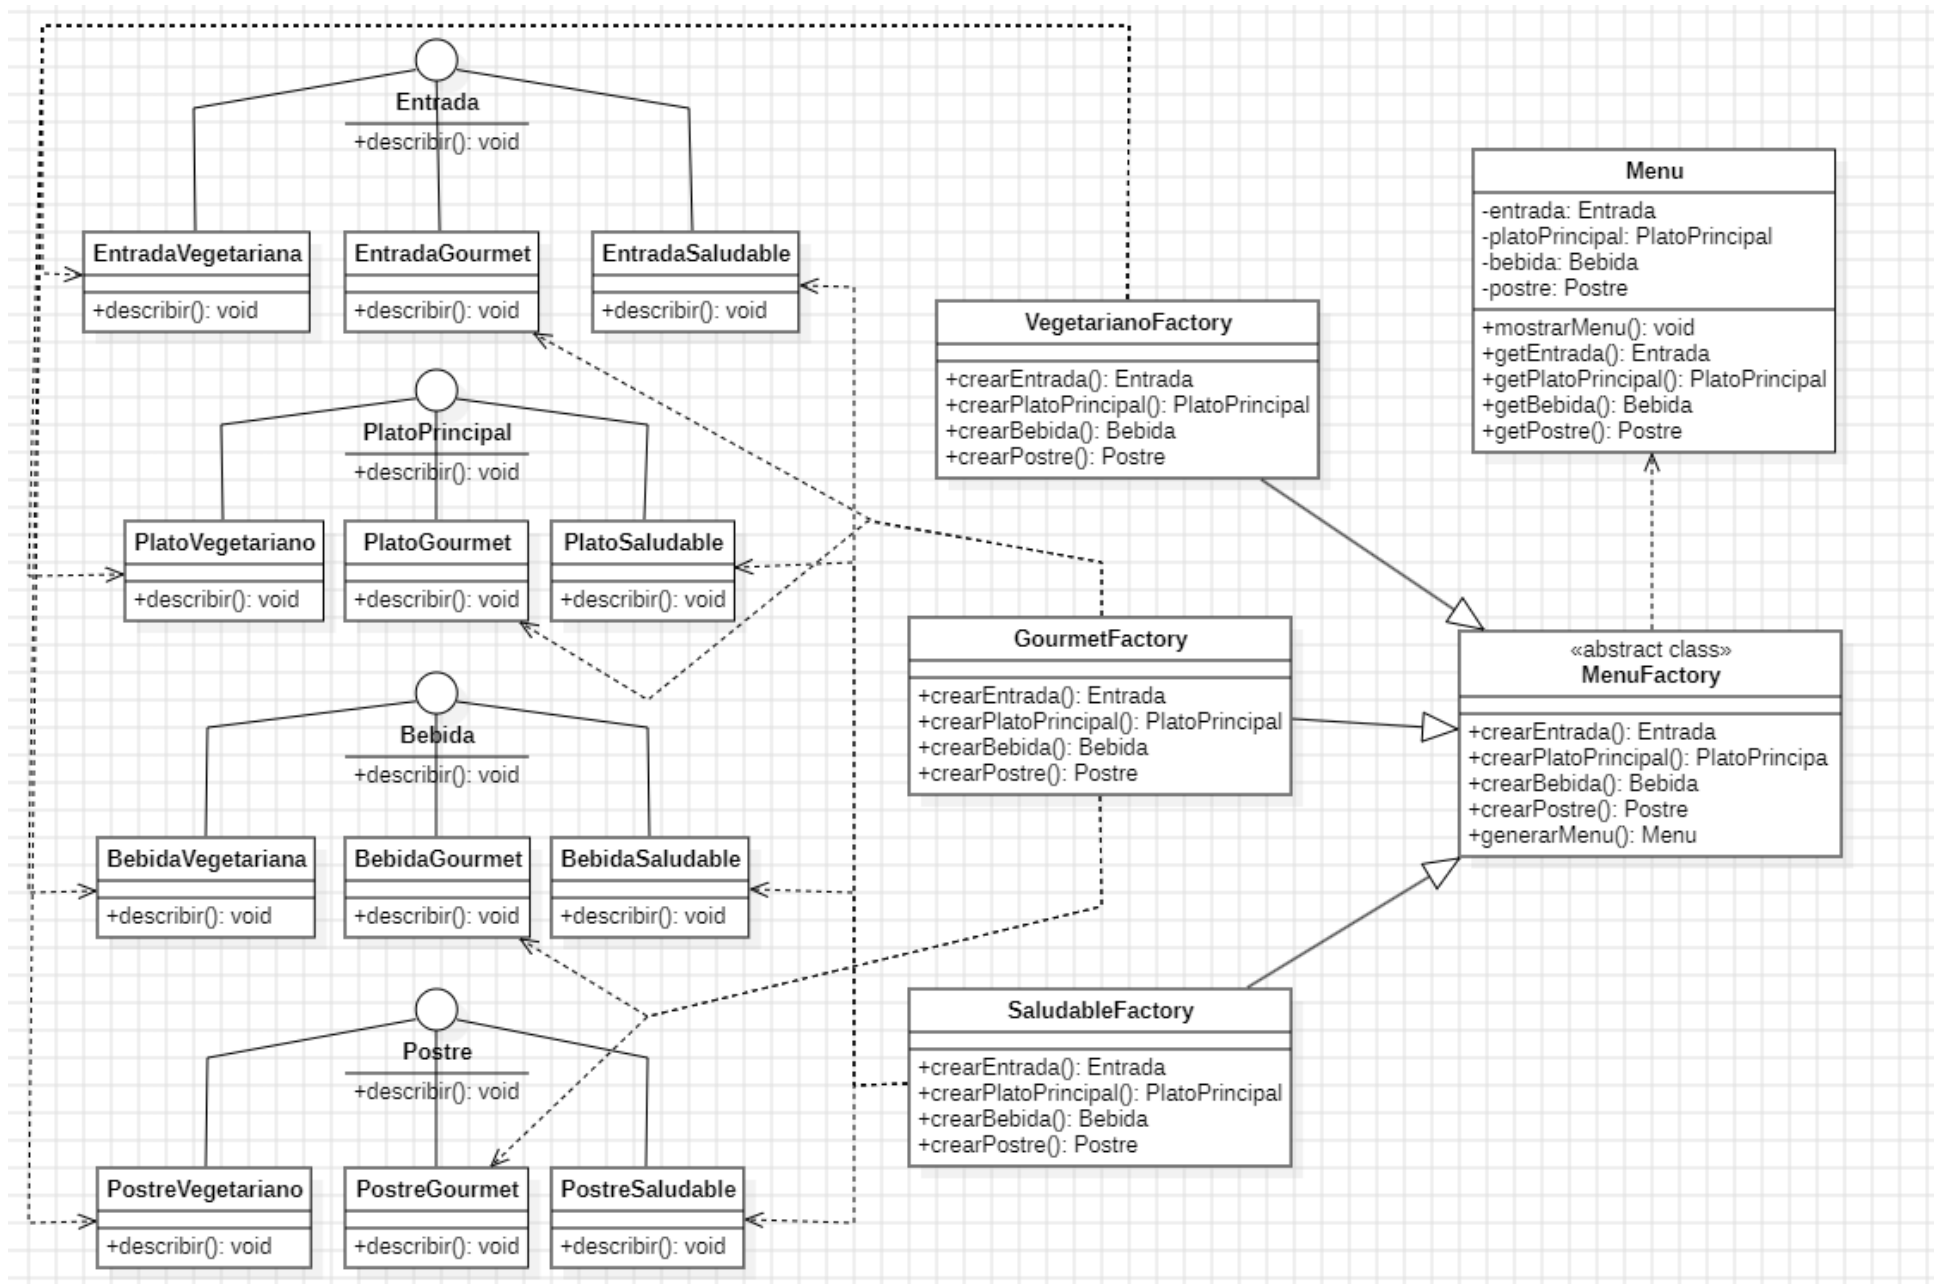 Entrada
+describir(): void
EntradaVegetariana
+describir(): void
EntradaGourmet
+describir(): void
EntradaSaludable
+describir(): void
PlatoPrincipal
+describir(): void
PlatoVegetariano
+describir(): void
PlatoGourmet
+describir(): void
PlatoSaludable
+describir(): void
Bebida
+describir(): void
BebidaVegetariana
+describir(): void
BebidaGourmet
+describir(): void
BebidaSaludable
+describir(): void
Postre
+describir(): void
PostreVegetariano
+describir(): void
PostreGourmet
+describir(): void
PostreSaludable
+describir(): void
VegetarianoFactory
+crearEntrada(): Entrada
+crearPlatoPrincipal(): PlatoPrincipal
+crearBebida(): Bebida
+crearPostre(): Postre
GourmetFactory
+crearEntrada(): Entrada
+crearPlatoPrincipal(): PlatoPrincipal
+crearBebida(): Bebida
+crearPostre(): Postre
SaludableFactory
+crearEntrada(): Entrada
+crearPlatoPrincipal(): PlatoPrincipal
+crearBebida(): Bebida
+crearPostre(): Postre
Menu
-entrada: Entrada
-platoPrincipal: PlatoPrincipal
-bebida: Bebida
-postre: Postre
+mostrarMenu(): void
+getEntrada(): Entrada
+getPlatoPrincipal(): PlatoPrincipal
+getBebida(): Bebida
+getPostre(): Postre
«abstract class»
MenuFactory
+crearEntrada(): Entrada
+crearPlatoPrincipal(): PlatoPrincipa
+crearBebida(): Bebida
+crearPostre(): Postre
+generarMenu(): Menu